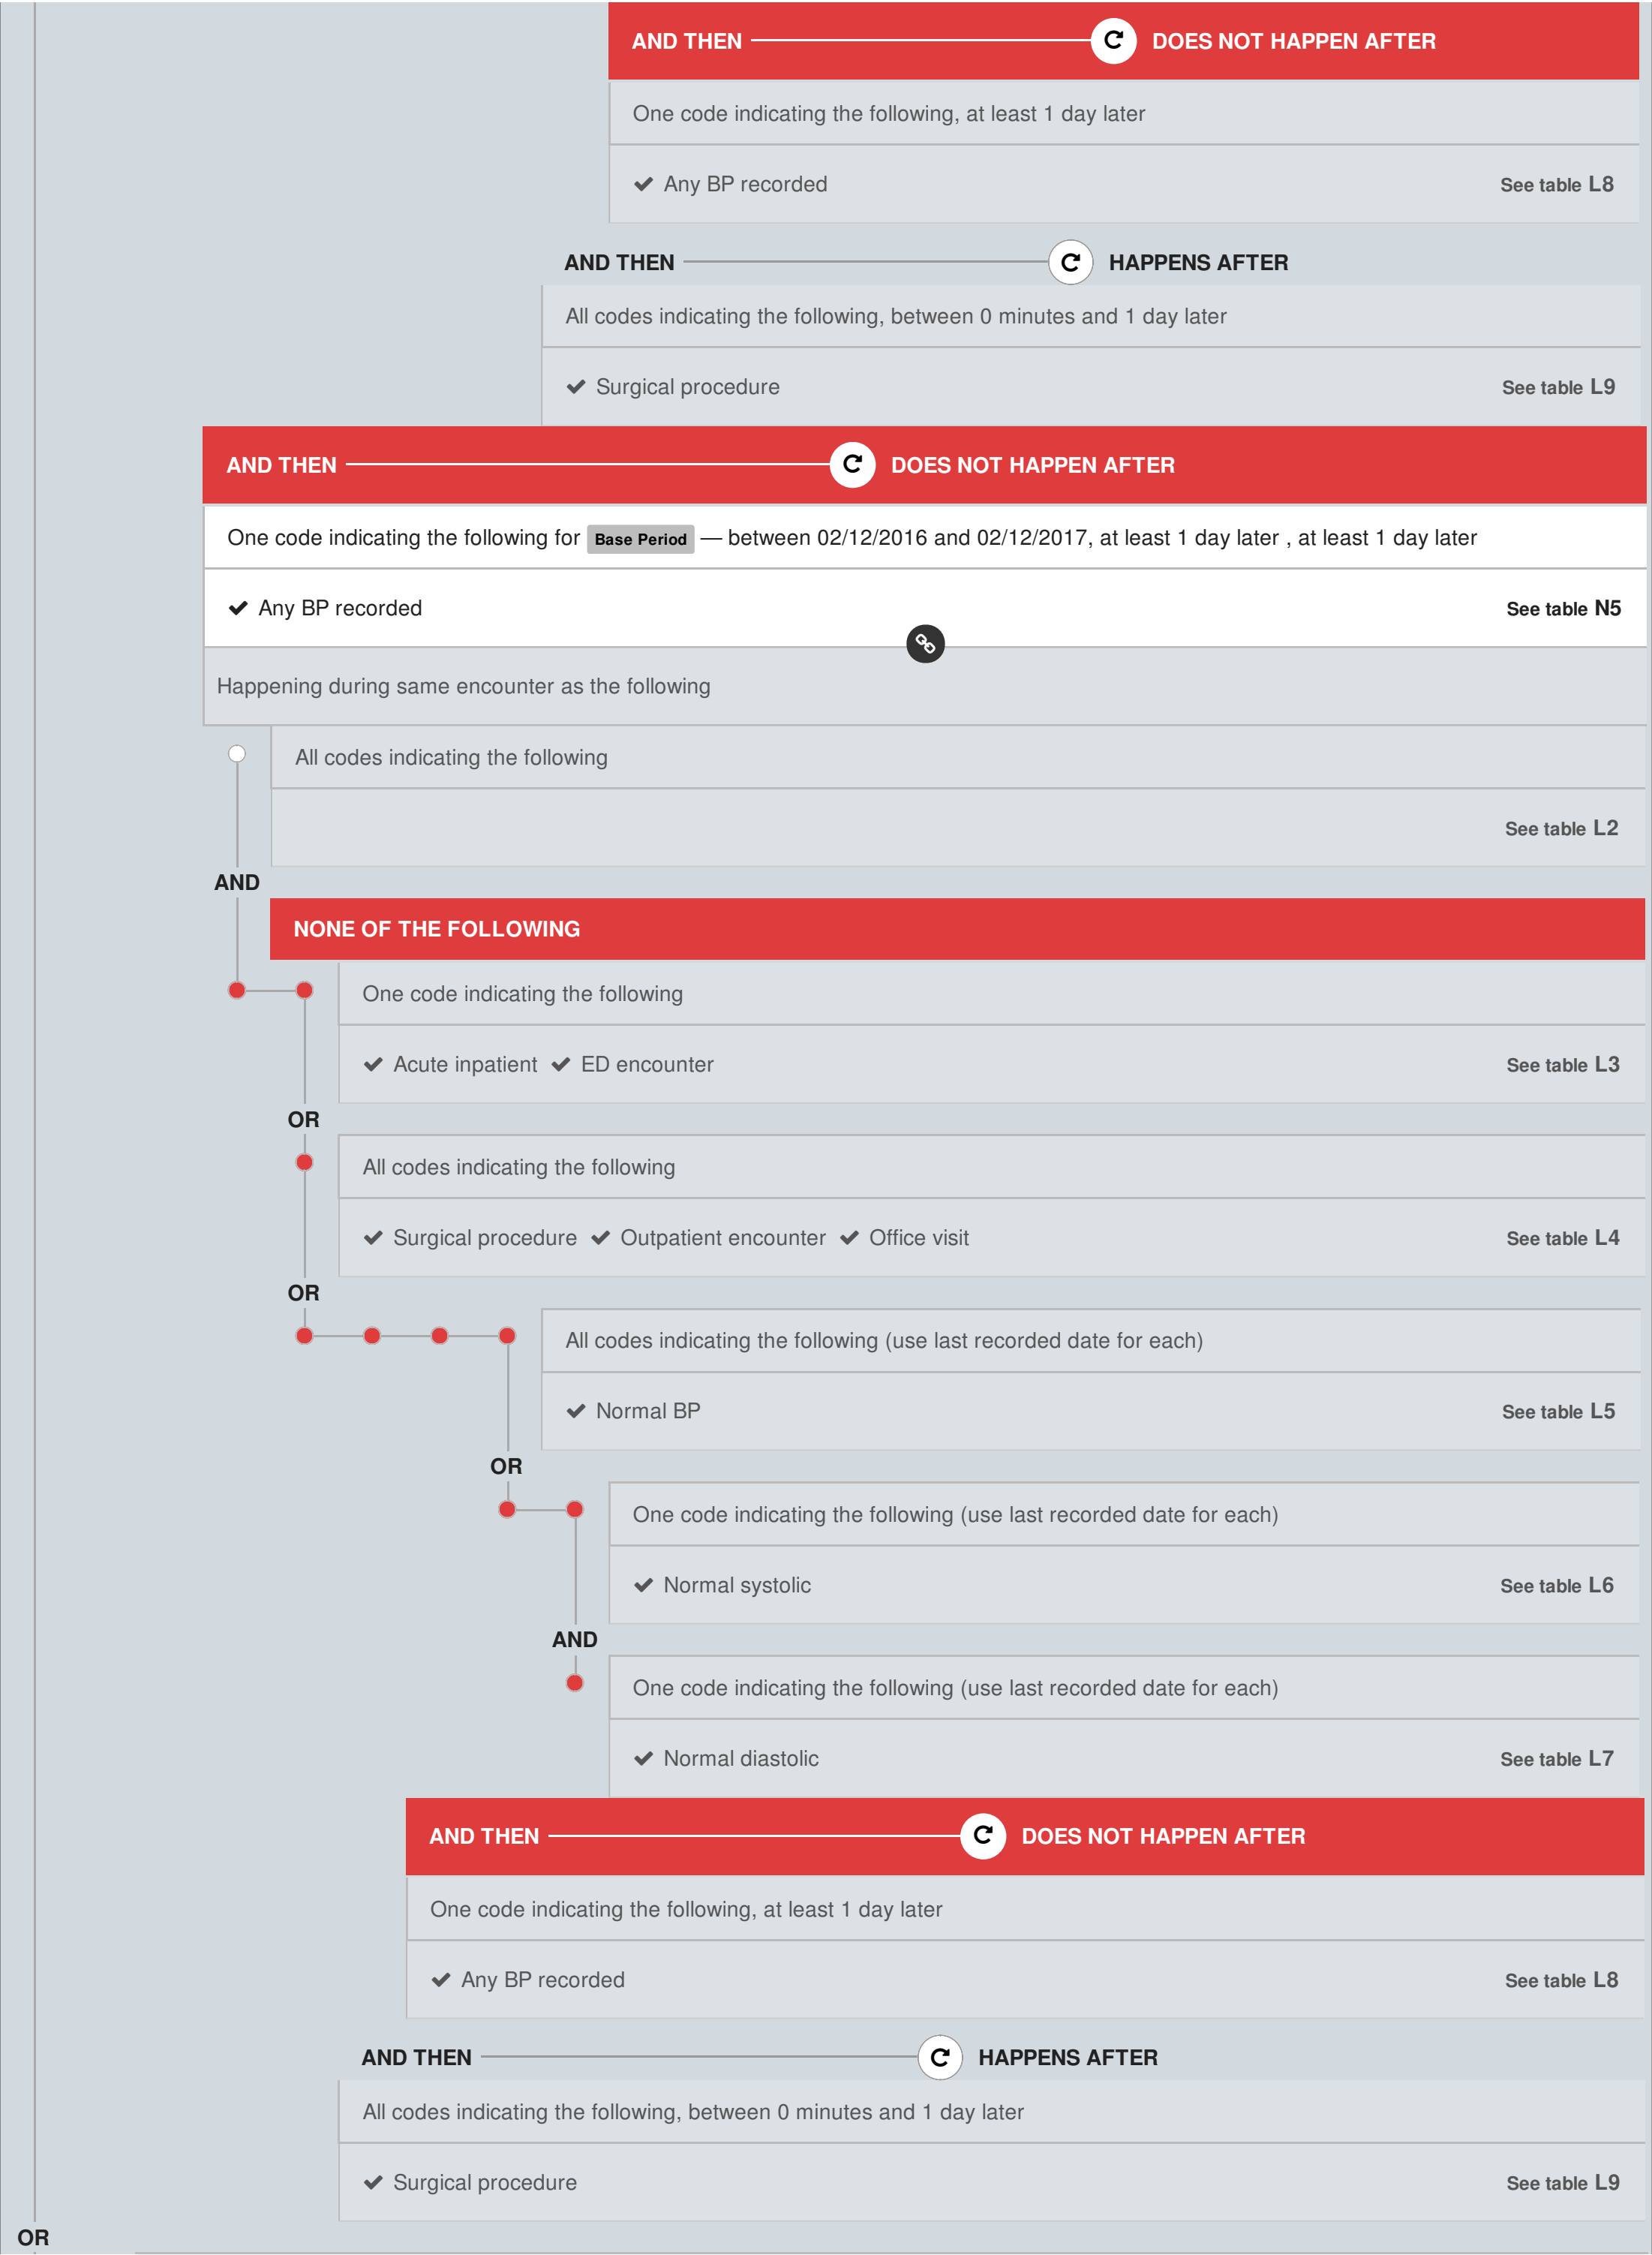 AND THEN DOES NOT HAPPEN AFTER
One code indicating the following, at least 1 day later
Any BP recorded See table L8
AND THEN HAPPENS AFTER
All codes indicating the following, between 0 minutes and 1 day later
Surgical procedure See table L9
AND THEN DOES NOT HAPPEN AFTER
One code indicating the following for Base Period — between 02/12/2016 and 02/12/2017, at least 1 day later , at least 1 day later
Any BP recorded See table N5
Happening during same encounter as the following
All codes indicating the following
See table L2
AND
NONE OF THE FOLLOWING
One code indicating the following
Acute inpatient ED encounter See table L3
OR
All codes indicating the following
Surgical procedure Outpatient encounter Office visit See table L4
OR
All codes indicating the following (use last recorded date for each)
Normal BP See table L5
OR
One code indicating the following (use last recorded date for each)
Normal systolic See table L6
AND
One code indicating the following (use last recorded date for each)
Normal diastolic See table L7
AND THEN DOES NOT HAPPEN AFTER
One code indicating the following, at least 1 day later
Any BP recorded See table L8
AND THEN HAPPENS AFTER
All codes indicating the following, between 0 minutes and 1 day later
Surgical procedure See table L9
OR